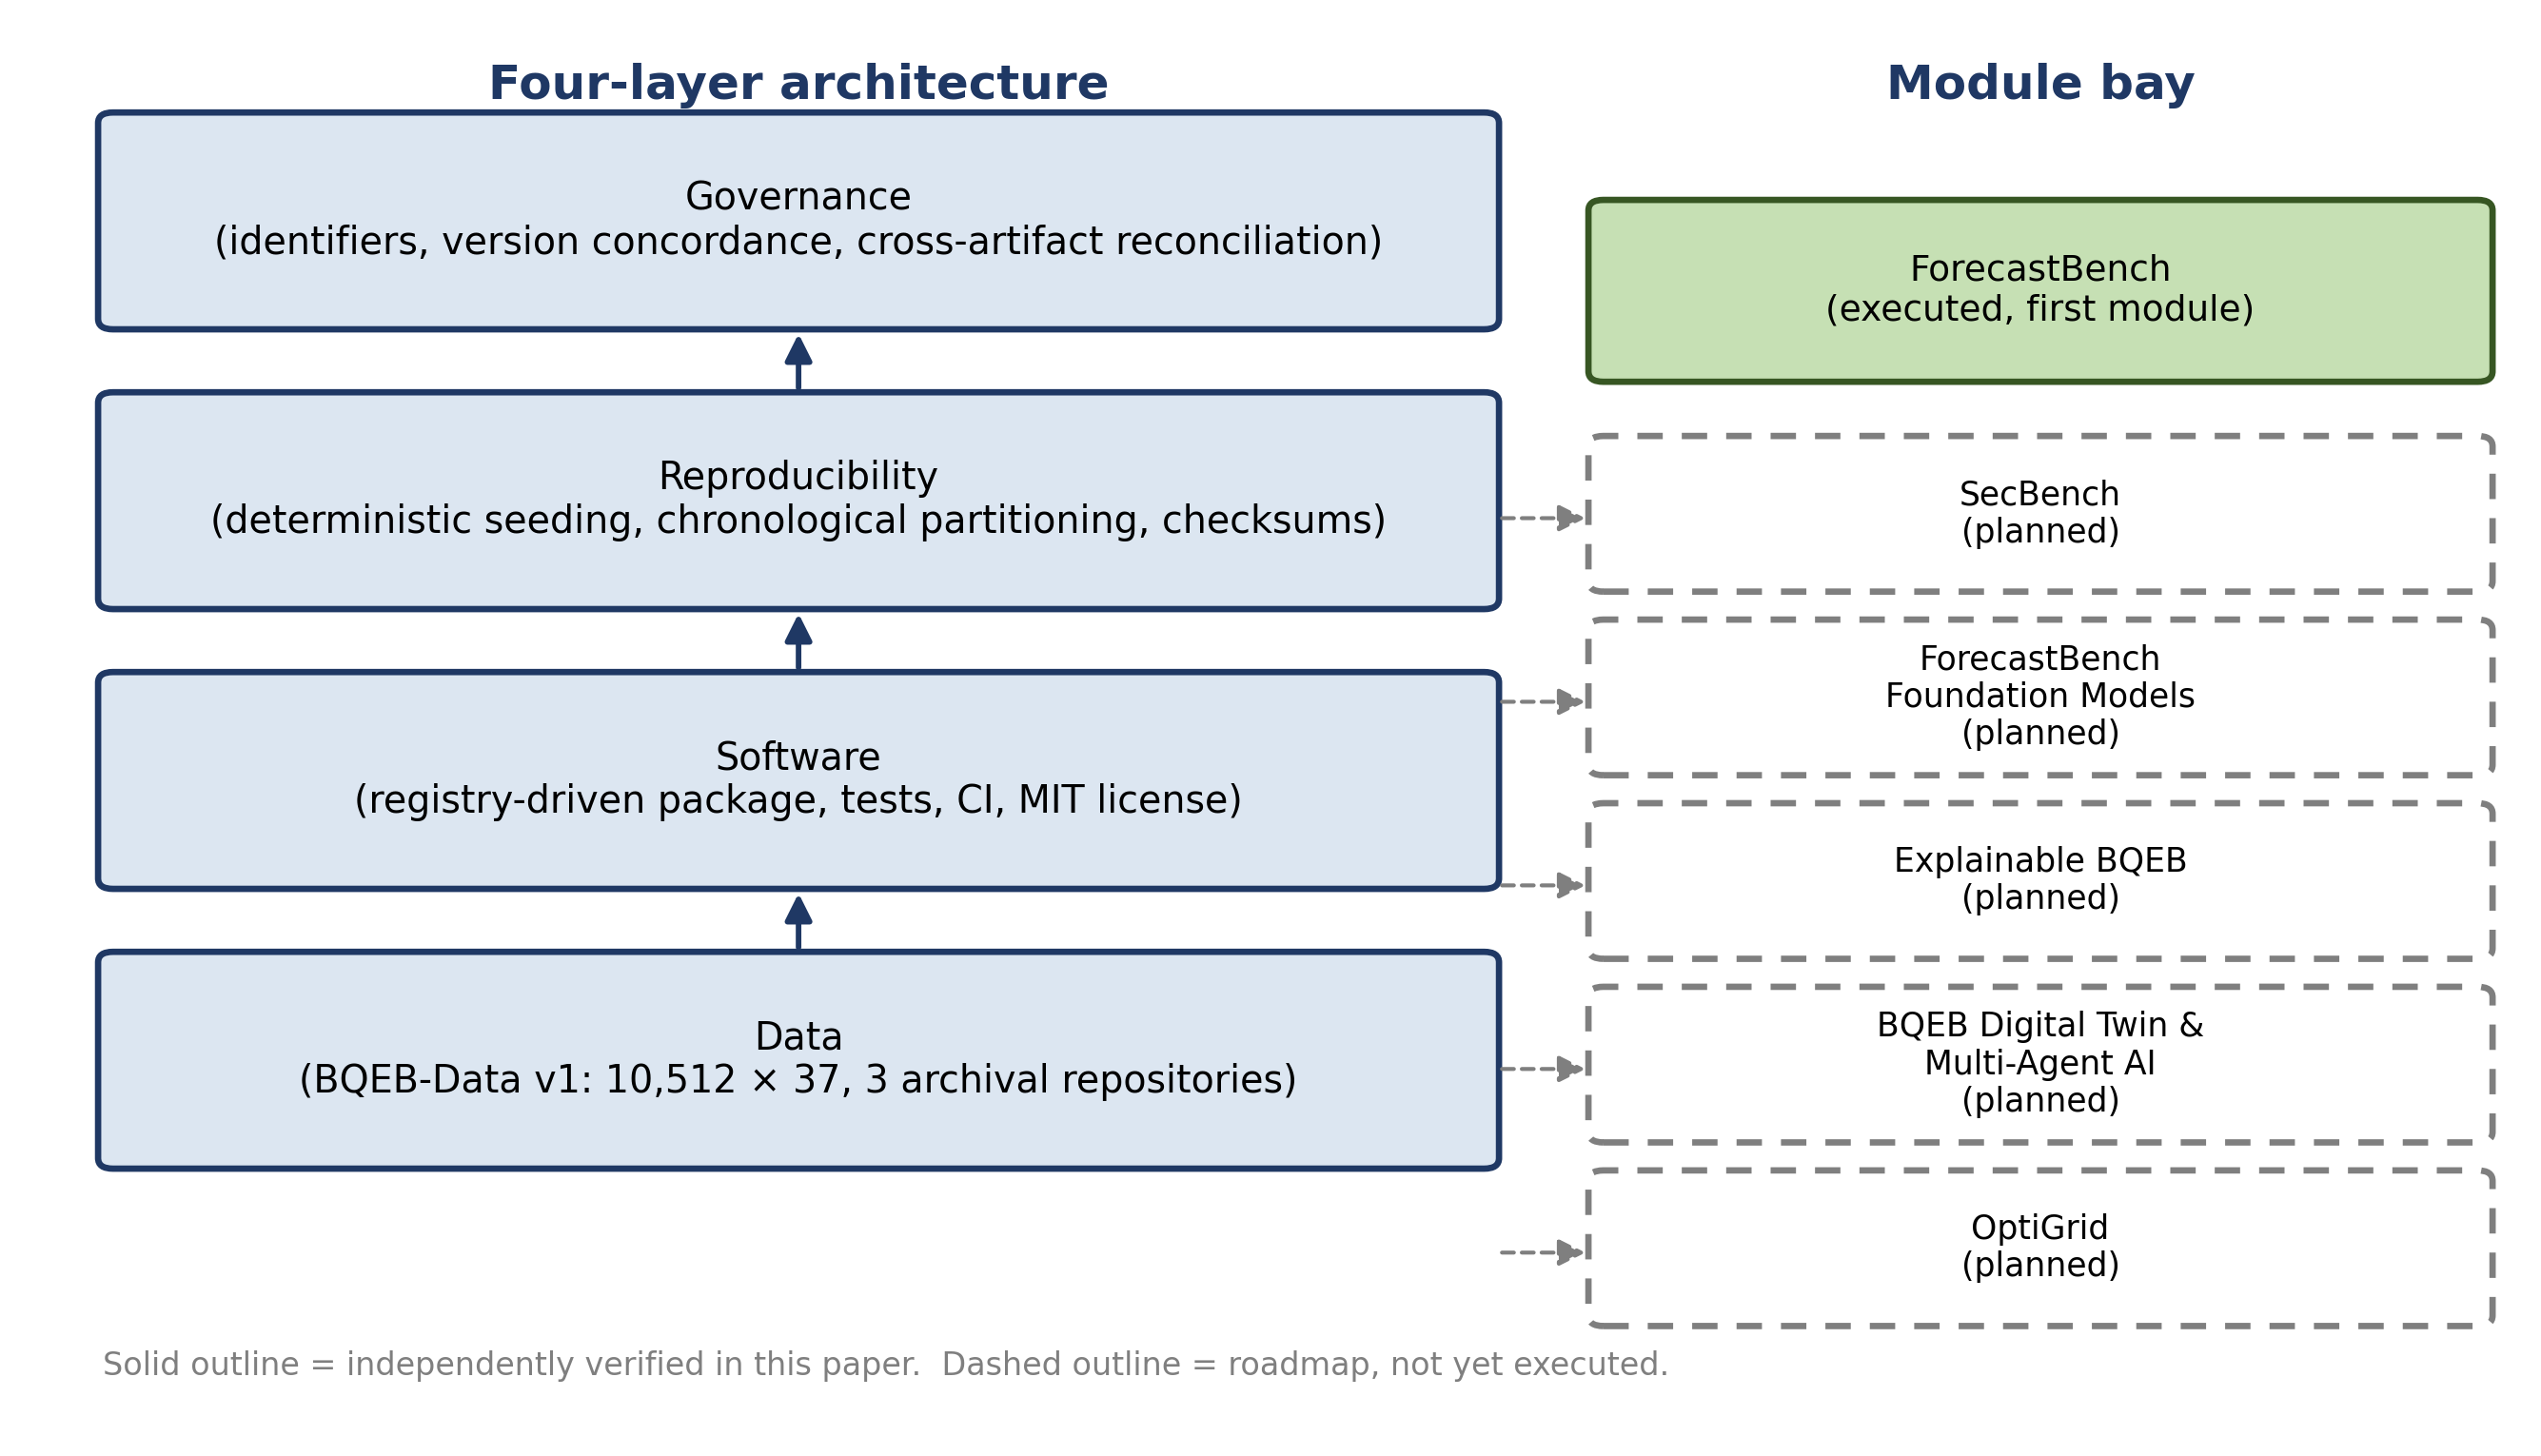 Four-layer architecture
Governance
(identifiers, version concordance, cross-artifact reconciliation)
Reproducibility
(deterministic seeding, chronological partitioning, checksums)
Software
(registry-driven package, tests, CI, MIT license)
Data
(BQEB-Data v1: 10,512 × 37, 3 archival repositories)
Module bay
ForecastBench
(executed, first module)
SecBench
(planned)
ForecastBench
Foundation Models
(planned)
Explainable BQEB
(planned)
BQEB Digital Twin &
Multi-Agent AI
(planned)
OptiGrid
(planned)
Solid outline = independently verified in this paper.  Dashed outline = roadmap, not yet executed.